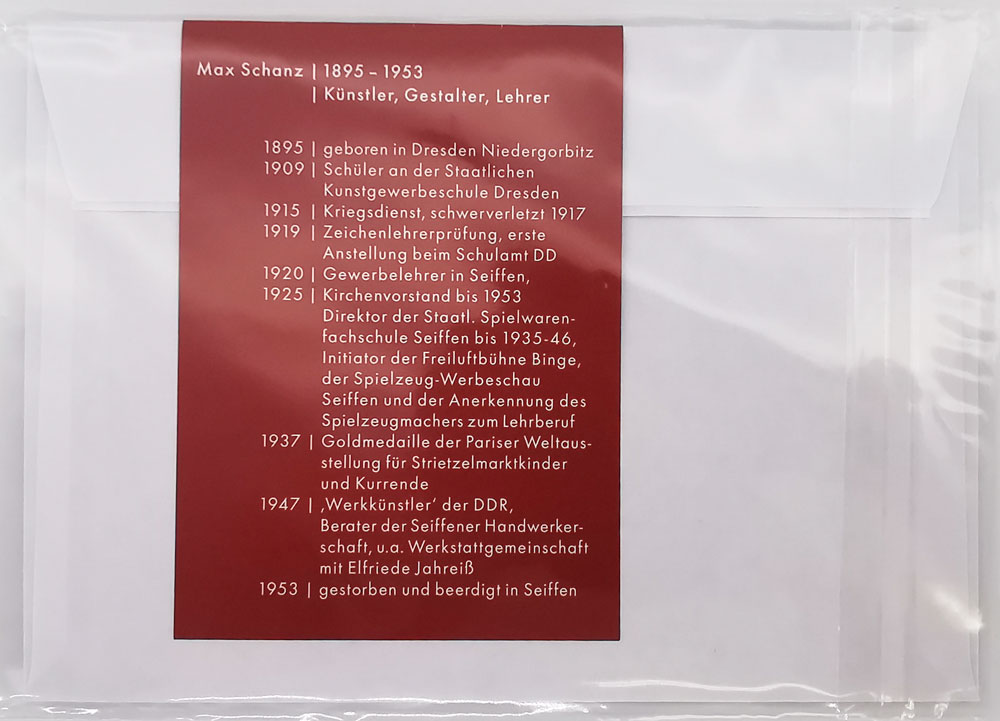 Max Schanz | 1895 – 1953
| Künstler, Gestalter, Lehrer
1895 | geboren in Dresden Niedergorbitz
1909 | Schüler an der Staatlichen
Kunstgewerbeschule Dresden
1915 | Kriegsdienst, schwerverletzt 1917
1919 | Zeichenlehrerprüfung, erste
Anstellung beim Schulamt DD
1920 | Gewerbelehrer in Seiffen,
1925 | Kirchenvorstand bis 1953
Direktor der Staatl. Spielwaren-
fachschule Seiffen bis 1935-46,
Initiator der Freiluftbühne Binge,
der Spielzeug-Werbeschau
Seiffen und der Anerkennung des
Spielzeugmachers zum Lehrberuf
1937 | Goldmedaille der Pariser Weltaus-
stellung für Strietzelmarktkinder
und Kurrende
1947 | ‚Werkkünstler‘ der DDR,
Berater der Seiffener Handwerker-
schaft, u.a. Werkstattgemeinschaft
mit Elfriede Jahreiß
1953 | gestorben und beerdigt in Seiffen